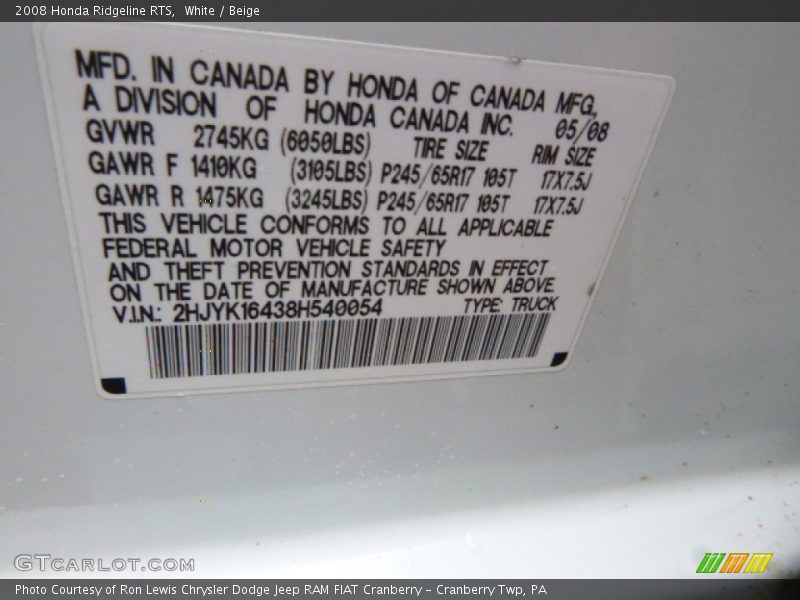 2008 Honda Ridgeline RTS, White / Beige
MFD. IN CANADA BY HONDA OF CANADA MFG.,
A DIVISION OF HONDA CANADA INC. 05/08
GVWR 2745KG (6050LBS) TIRE SIZE RIM SIZE
GAWR F 1410KG (3105LBS) P245/65R17 105T 17X7.5J
GAWR R 1475KG (3245LBS) P245/65R17 105T 17X7.5J
THIS VEHICLE CONFORMS TO ALL APPLICABLE
FEDERAL MOTOR VEHICLE SAFETY
AND THEFT PREVENTION STANDARDS IN EFFECT
ON THE DATE OF MANUFACTURE SHOWN ABOVE
V.I.N.: 2HJYK16438H540054 TYPE: TRUCK
GTCARLOT.COM
Photo Courtesy of Ron Lewis Chrysler Dodge Jeep RAM FIAT Cranberry - Cranberry Twp, PA